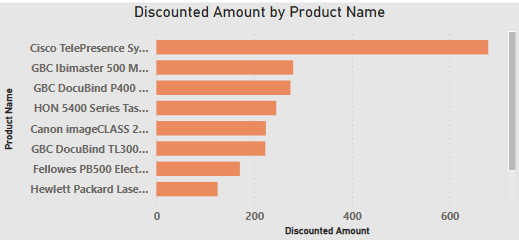 Discounted Amount by Product Name
Cisco TelePresence Sy...
GBC Ibimaster 500 M...
GBC DocuBind P400 ...
HON 5400 Series Tas...
Canon imageCLASS 2...
GBC DocuBind TL300...
Fellowes PB500 Elect...
Hewlett Packard Lase...
Product Name
0 200 400 600
Discounted Amount